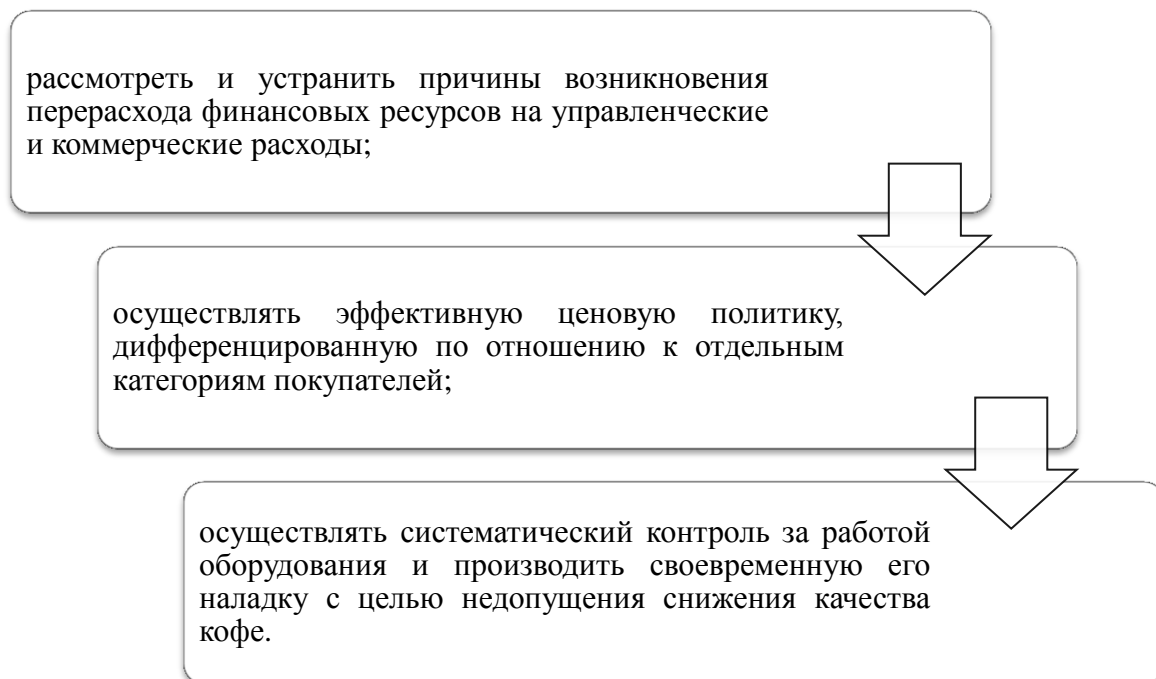 рассмотреть и устранить причины возникновения
перерасхода финансовых ресурсов на управленческие
и коммерческие расходы;
осуществлять эффективную ценовую политику,
дифференцированную по отношению к отдельным
категориям покупателей;
осуществлять систематический контроль за работой
оборудования и производить своевременную его
наладку с целью недопущения снижения качества
кофе.